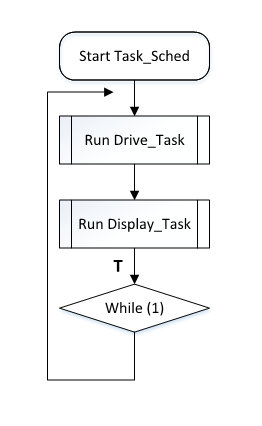 Start Task_Sched
Run Drive_Task
Run Display_Task
T
While (1)